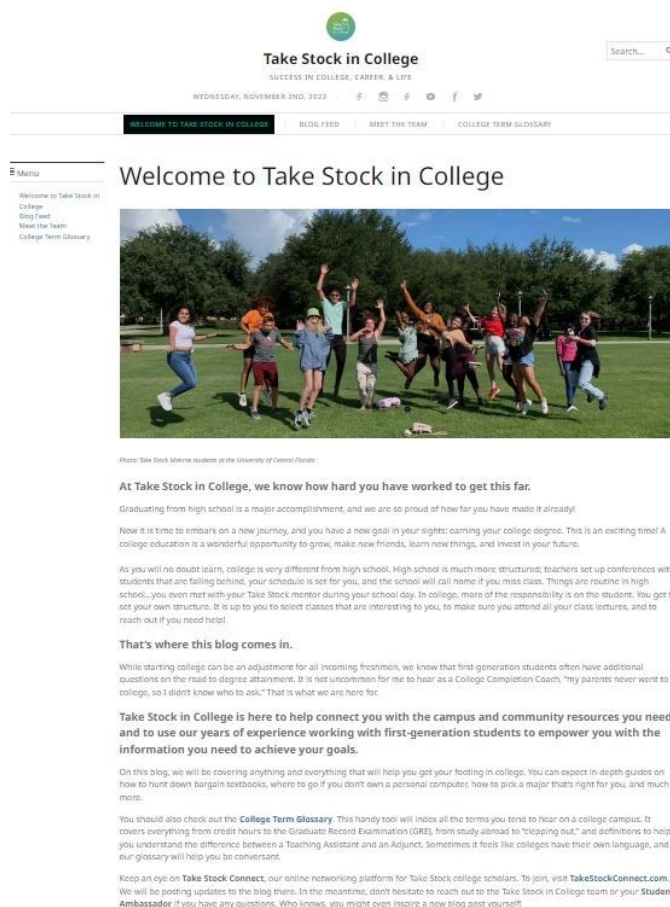 Take Stock in College
Search...
SUCCESS IN COLLEGE, CAREER, & LIFE
WEDNESDAY, NOVEMBER 2ND, 2022
WELCOME TO TAKE STOCK IN COLLEGE
BLOG FEED
MEET THE TEAM
COLLEGE TERM GLOSSARY
Menu
Welcome to Take Stock in
College
Blog Feed
Meet the Team
College Term Glossary
Welcome to Take Stock in College
Photo: Take Stock Monroe students at the University of Central Florida
At Take Stock in College, we know how hard you have worked to get this far.
Graduating from high school is a major accomplishment, and we are so proud of how far you have made it already!
Now it is time to embark on a new journey, and you have a new goal in your sights: earning your college degree. This is an exciting time! A
college education is a wonderful opportunity to grow, make new friends, learn new things, and invest in your future.
As you will no doubt learn, college is very different from high school. High school is much more structured; teachers set up conferences with
students that are falling behind, your schedule is set for you, and the school will call home if you miss class. Things are routine in high
school...you even met with your Take Stock mentor during your school day. In college, more of the responsibility is on the student. You get t
set your own structure. It is up to you to select classes that are interesting to you, to make sure you attend all your class lectures, and to
reach out if you need help!
That's where this blog comes in.
While starting college can be an adjustment for all incoming freshmen, we know that first-generation students often have additional
questions on the road to degree attainment. It is not uncommon for me to hear as a College Completion Coach, "my parents never went to
college, so I didn't know who to ask." That is what we are here for.
Take Stock in College is here to help connect you with the campus and community resources you need
and to use our years of experience working with first-generation students to empower you with the
information you need to achieve your goals.
On this blog, we will be covering anything and everything that will help you get your footing in college. You can expect in-depth guides on
how to hunt down bargain textbooks, where to go if you don't own a personal computer, how to pick a major that's right for you, and much
more.
You should also check out the College Term Glossary. This handy tool will index all the terms you tend to hear on a college campus. It
covers everything from credit hours to the Graduate Record Examination (GRE), from study abroad to "clepping out," and definitions to help
you understand the difference between a Teaching Assistant and an Adjunct. Sometimes it feels like colleges have their own language, and
our glossary will help you be conversant.
Keep an eye on Take Stock Connect, our online networking platform for Take Stock college scholars. To join, visit TakeStockConnect.com.
We will be posting updates to the blog there. In the meantime, don't hesitate to reach out to the Take Stock in College team or your Studen
Ambassador if you have any questions. Who knows, you might even inspire a new blog post yourself!